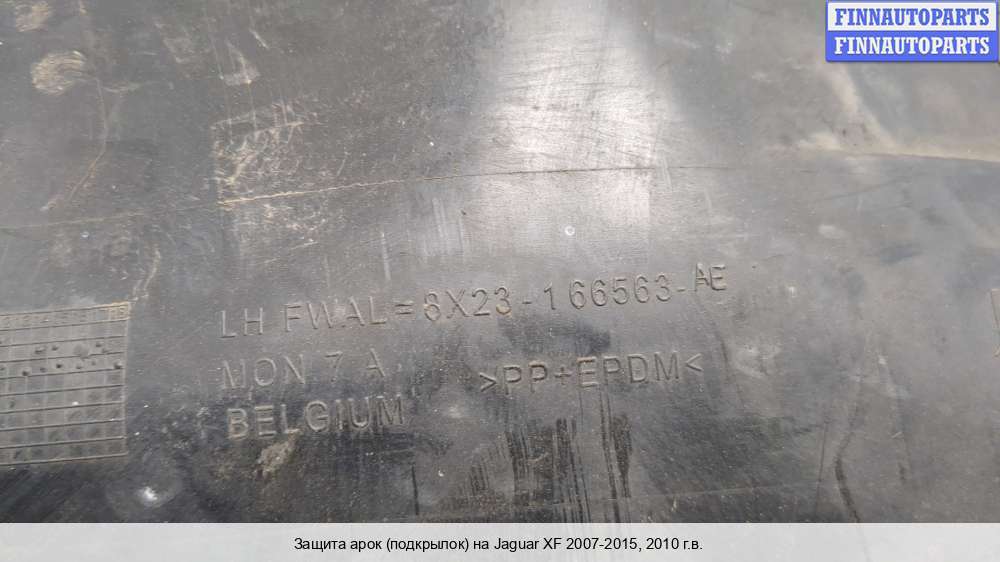 FINNAUTOPARTS
FINNAUTOPARTS
LH FWAL=8X23-166563-AE
MON 7 A >PP+EPDM<
BELGIUM
Защита арок (подкрылок) на Jaguar XF 2007-2015, 2010 г.в.